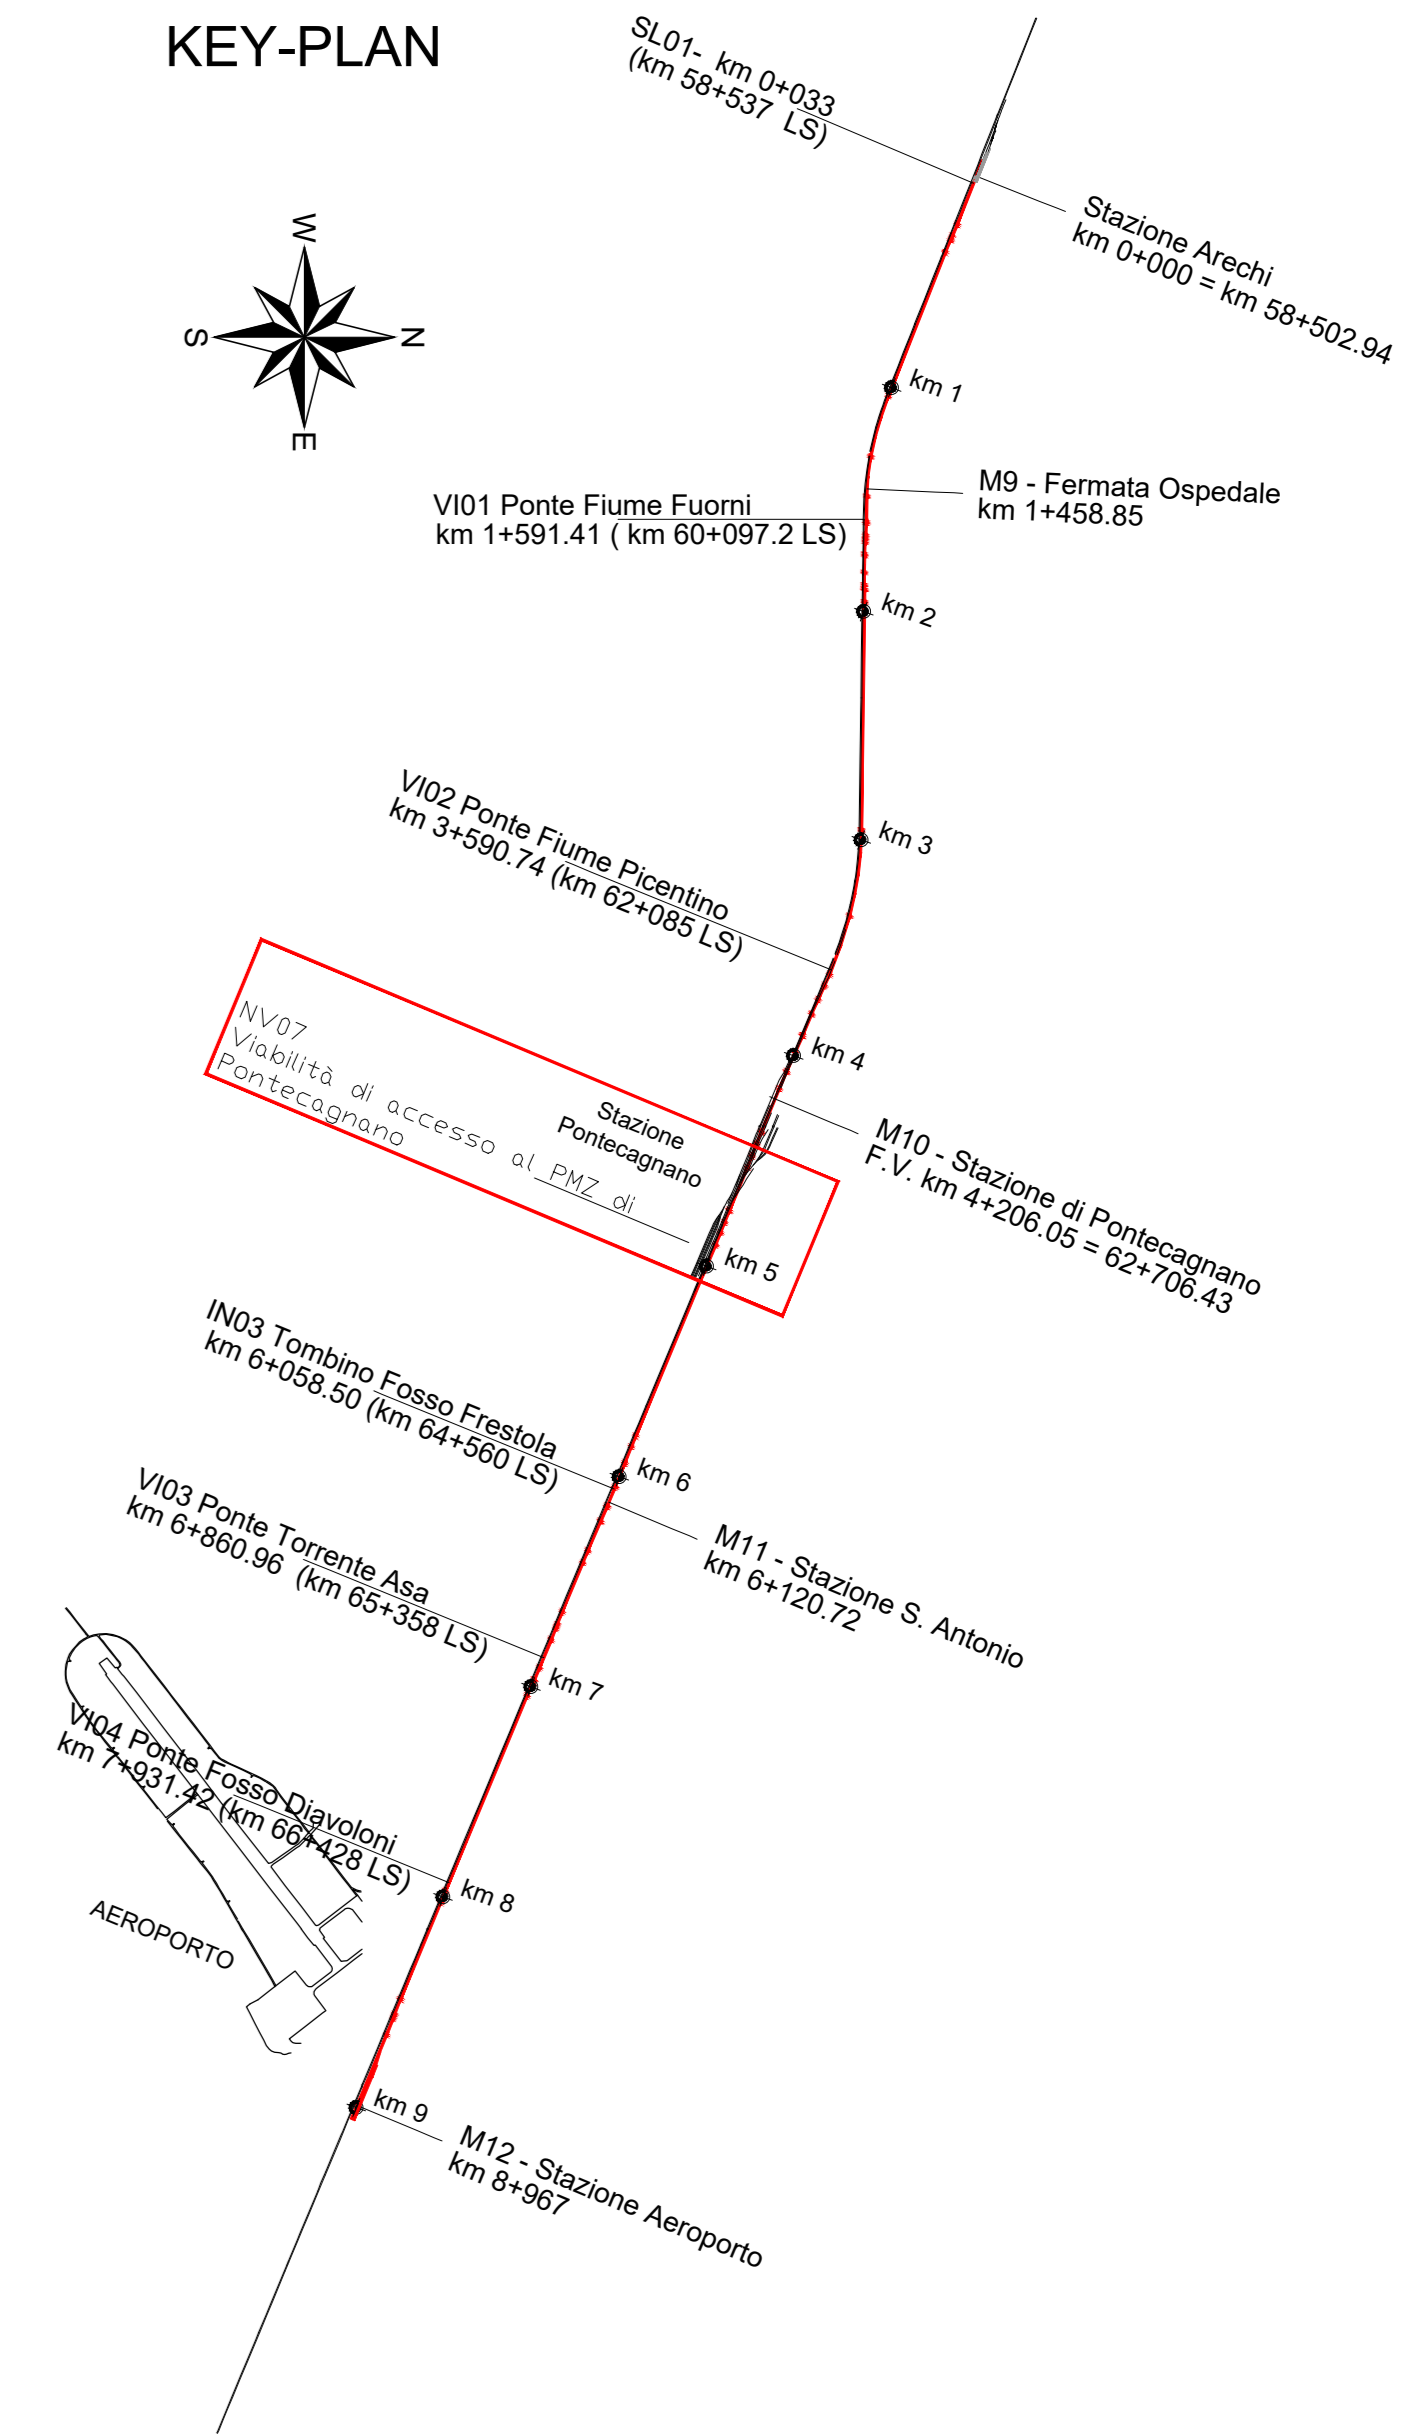 KEY-PLAN
SL01- km 0+033
(km 58+537 LS)
Stazione Arechi
km 0+000 = km 58+502.94
W
S
N
E
km 1
M9 - Fermata Ospedale
km 1+458.85
VI01 Ponte Fiume Fuorni
km 1+591.41 ( km 60+097.2 LS)
km 2
VI02 Ponte Fiume Picentino
km 3+590.74 (km 62+085 LS)
km 3
km 4
NV07
Viabilità di accesso al PMZ di
Pontecagnano
Stazione
Pontecagnano
M10 - Stazione di Pontecagnano
F.V. km 4+206.05 = 62+706.43
km 5
IN03 Tombino Fosso Frestola
km 6+058.50 (km 64+560 LS)
km 6
M11 - Stazione S. Antonio
km 6+120.72
VI03 Ponte Torrente Asa
km 6+860.96 (km 65+358 LS)
km 7
VI04 Ponte Fosso Diavoloni
km 7+931.42 (km 66+428 LS)
km 8
AEROPORTO
km 9
M12 - Stazione Aeroporto
km 8+967